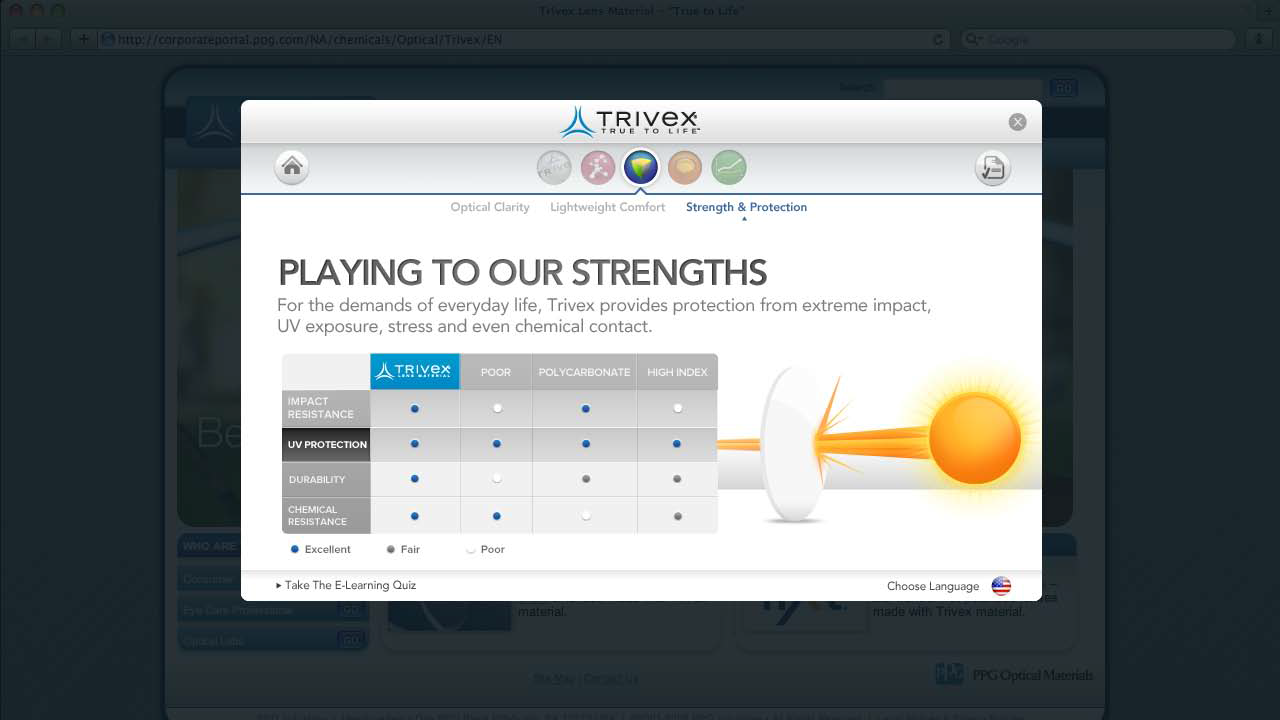 Trivex Lens Material - "True to Life"
http://corporateportal.ppg.com/NA/chemicals/Optical/Trivex/EN
Google
Search
GO
TRIVEX
TRUE TO LIFE™
Optical Clarity
Lightweight Comfort
Strength & Protection
PLAYING TO OUR STRENGTHS
For the demands of everyday life, Trivex provides protection from extreme impact,
UV exposure, stress and even chemical contact.
TRIVEX LENS MATERIAL
POOR
POLYCARBONATE
HIGH INDEX
IMPACT
RESISTANCE
UV PROTECTION
DURABILITY
CHEMICAL
RESISTANCE
Excellent
Fair
Poor
Take The E-Learning Quiz
Choose Language
Be
WHO ARE
Consumer
Eye Care Professional GO
Optical Labs GO
material.
made with Trivex material.
Site Map | Contact Us
PPG PPG Optical Materials